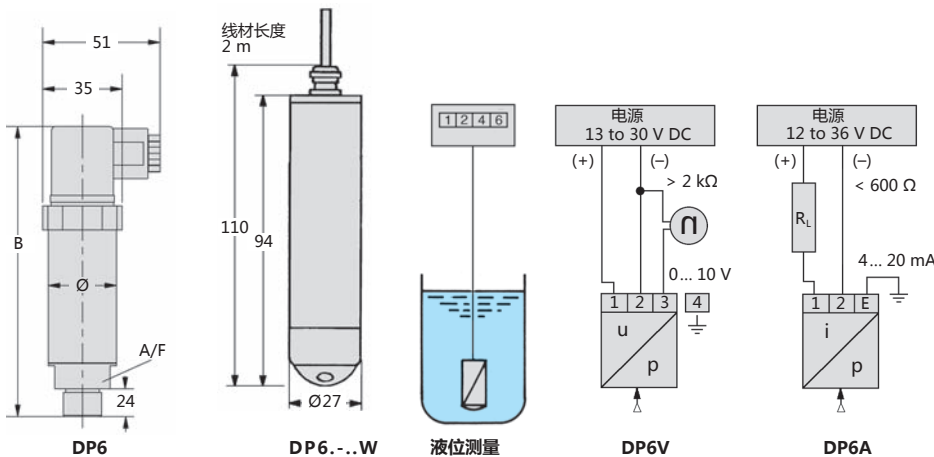 51
35
B
Ø
A/F
24
DP6
线材长度
2 m
110
94
Ø27
DP6.-..W
1 2 4 6
液位测量
电源
13 to 30 V DC
(+)
(–)
> 2 kΩ
0... 10 V
1 2 3 4
u
p
DP6V
电源
12 to 36 V DC
(+)
(–)
< 600 Ω
RL
4... 20 mA
1 2 E
i
p
DP6A